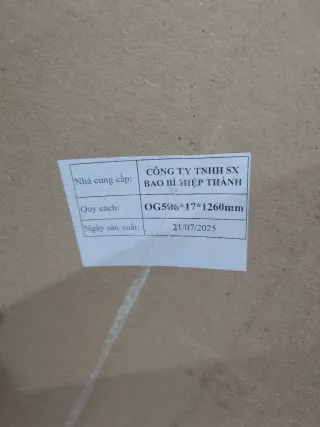 Nhà cung cấp: CÔNG TY TNHH SX
BAO BÌ HIỆP THÀNH
Quy cách: OG506*17*1260mm
Ngày sản xuất: 21/07/2025